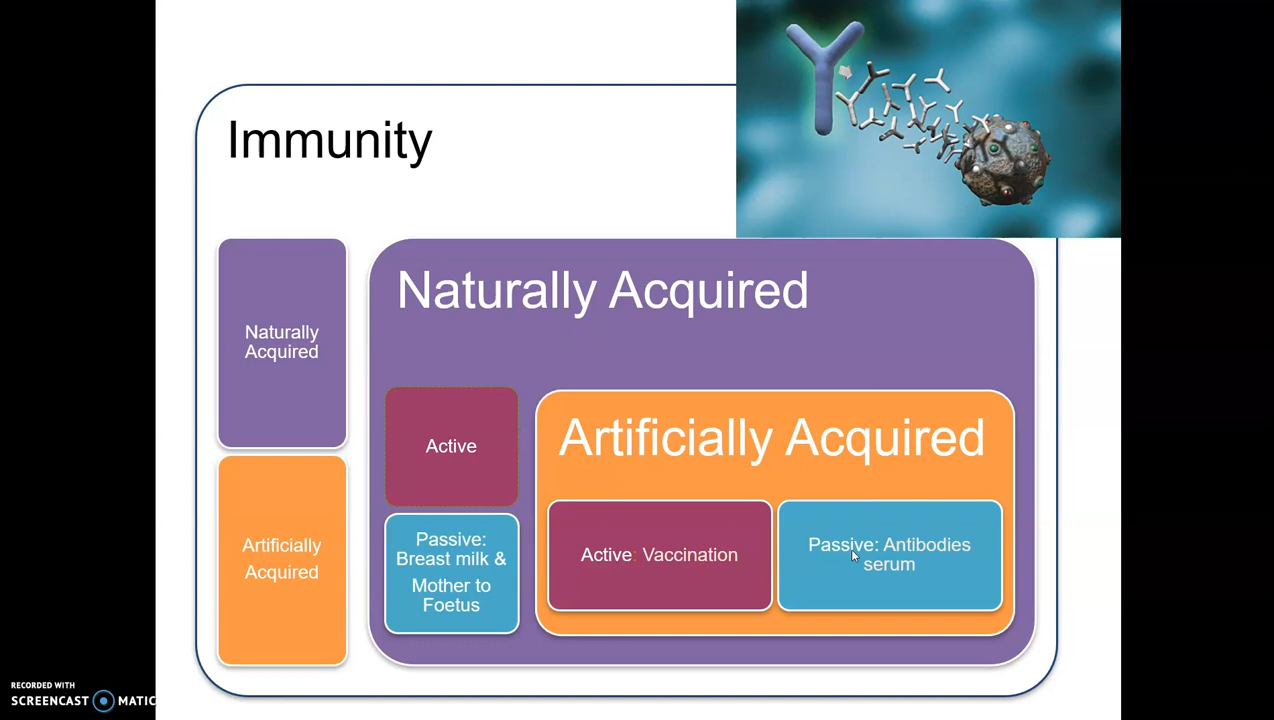 Immunity
Naturally
Acquired
Artificially
Acquired
Naturally Acquired
Active
Passive:
Breast milk &
Mother to
Foetus
Artificially Acquired
Active: Vaccination
Passive: Antibodies
serum
RECORDED WITH
SCREENCAST MATIC